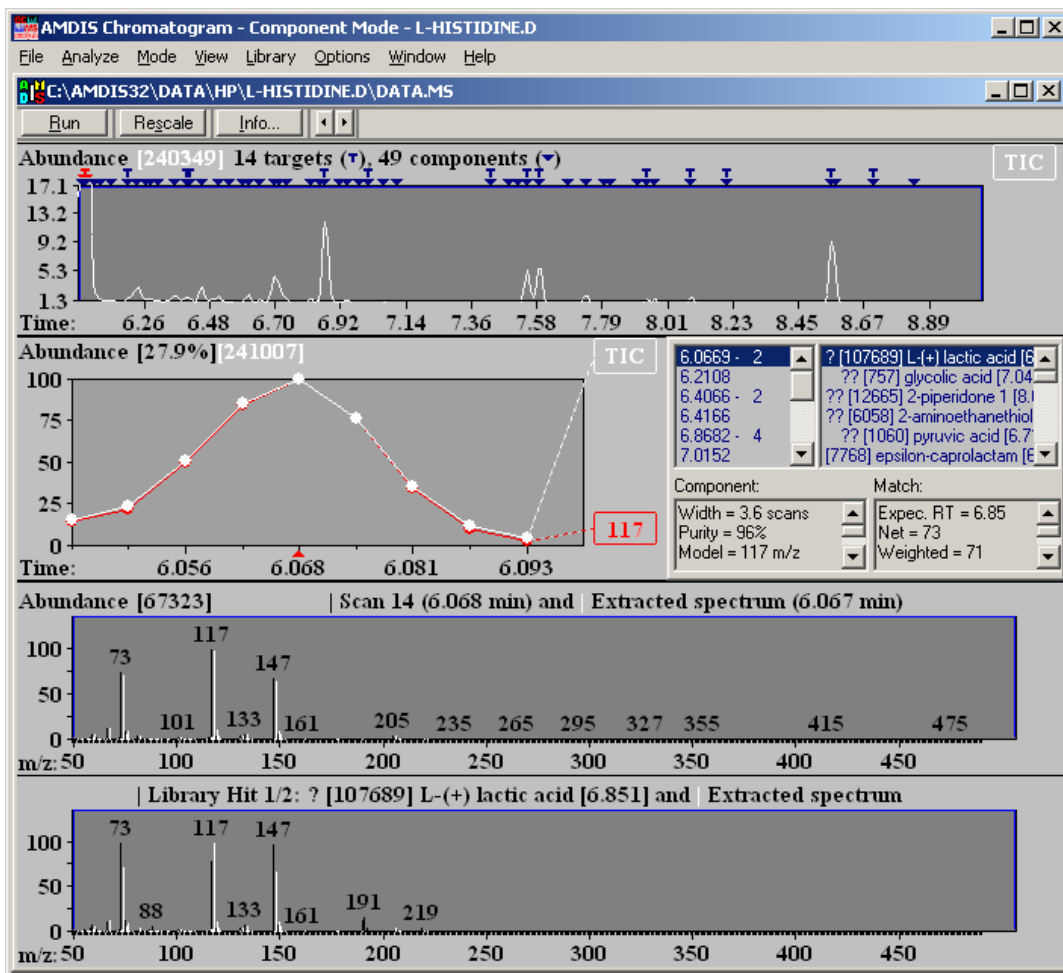 AMDIS Chromatogram - Component Mode - L-HISTIDINE.D
File Analyze Mode View Library Options Window Help
C:\AMDIS32\DATA\HP\L-HISTIDINE.D\DATA.MS
Run Rescale Info...
Abundance [240349] 14 targets (T), 49 components (▾)
TIC
17.1
13.2
9.2
5.3
1.3
Time: 6.26 6.48 6.70 6.92 7.14 7.36 7.58 7.79 8.01 8.23 8.45 8.67 8.89
Abundance [27.9%][241007]
TIC
100
75
50
25
0
117
Time: 6.056 6.068 6.081 6.093
6.0669 - 2
6.2108
6.4066 - 2
6.4166
6.8682 - 4
7.0152
? [107689] L-(+) lactic acid [6
?? [757] glycolic acid [7.04
?? [12665] 2-piperidone 1 [8.
?? [6058] 2-aminoethanethiol
?? [1060] pyruvic acid [6.7
[7768] epsilon-caprolactam [
Component:
Width = 3.6 scans
Purity = 96%
Model = 117 m/z
Match:
Expec. RT = 6.85
Net = 73
Weighted = 71
Abundance [67323] | Scan 14 (6.068 min) and | Extracted spectrum (6.067 min)
100
50
0
73 101 117 133 147 161 205 235 265 295 327 355 415 475
m/z: 50 100 150 200 250 300 350 400 450
| Library Hit 1/2: ? [107689] L-(+) lactic acid [6.851] and | Extracted spectrum
100
50
0
73 88 117 133 147 161 191 219
m/z: 50 100 150 200 250 300 350 400 450